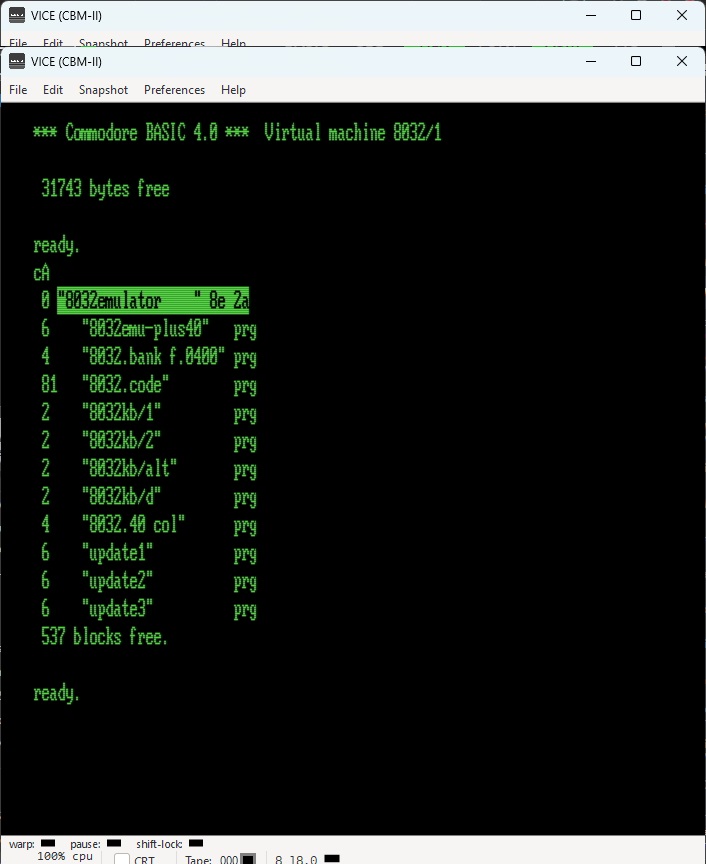 VICE (CBM-II)
File Edit Snapshot Preferences Help
VICE (CBM-II)
File Edit Snapshot Preferences Help
*** Commodore BASIC 4.0 ***  Virtual machine 8032/1
31743 bytes free
ready.
cA
0 "8032emulator    " 8e 2a
6 "8032emu-plus40" prg
4 "8032.bank f.0400" prg
81 "8032.code" prg
2 "8032kb/1" prg
2 "8032kb/2" prg
2 "8032kb/alt" prg
2 "8032kb/d" prg
4 "8032.40 col" prg
6 "update1" prg
6 "update2" prg
6 "update3" prg
537 blocks free.
ready.
warp: pause: shift-lock:
100% cpu CRT Tape: 000 8 18.0